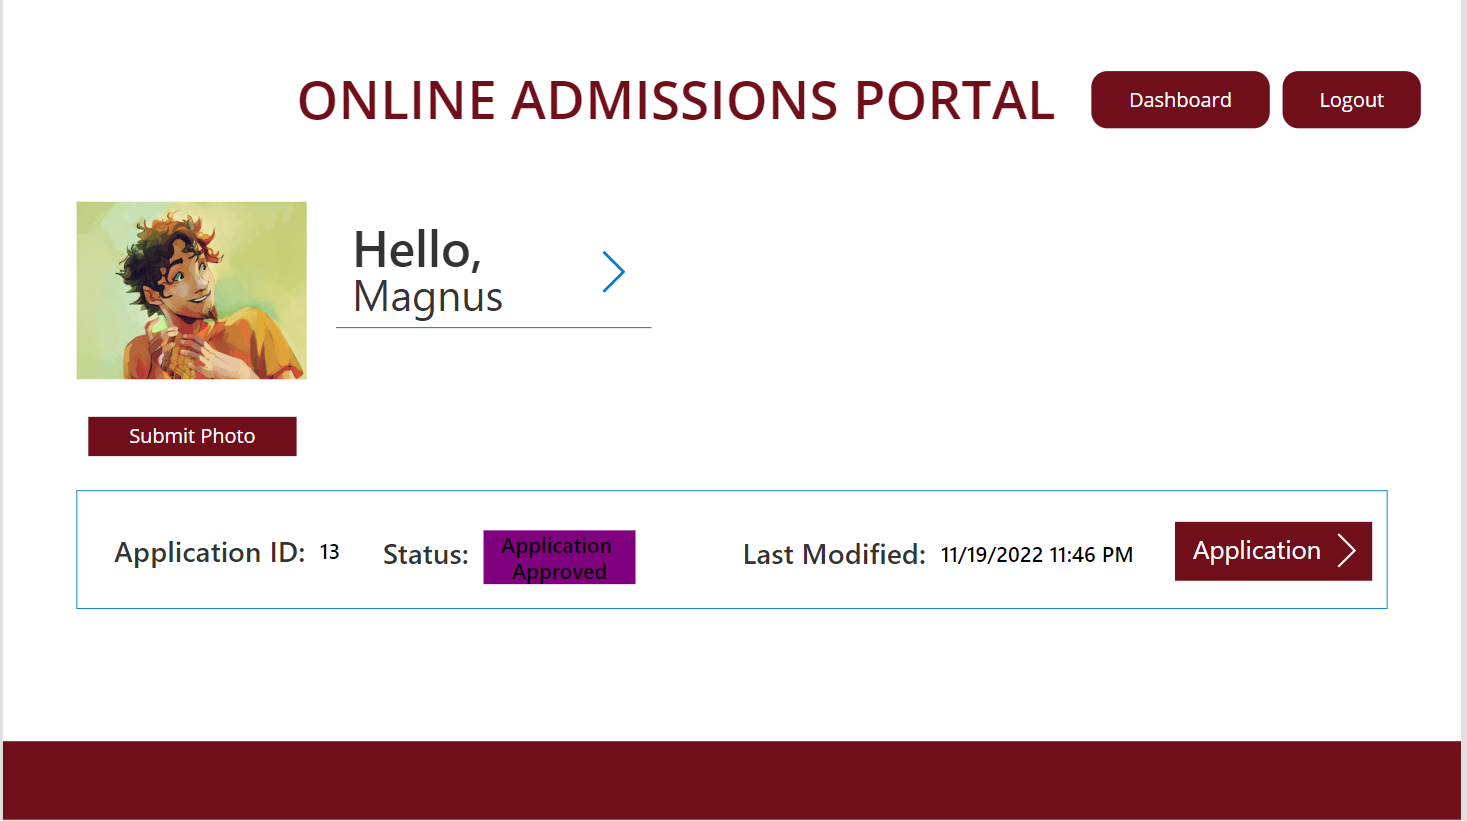 ONLINE ADMISSIONS PORTAL
Dashboard
Logout
Hello,
Magnus
Submit Photo
Application ID: 13
Status:
Application
Approved
Last Modified: 11/19/2022 11:46 PM
Application